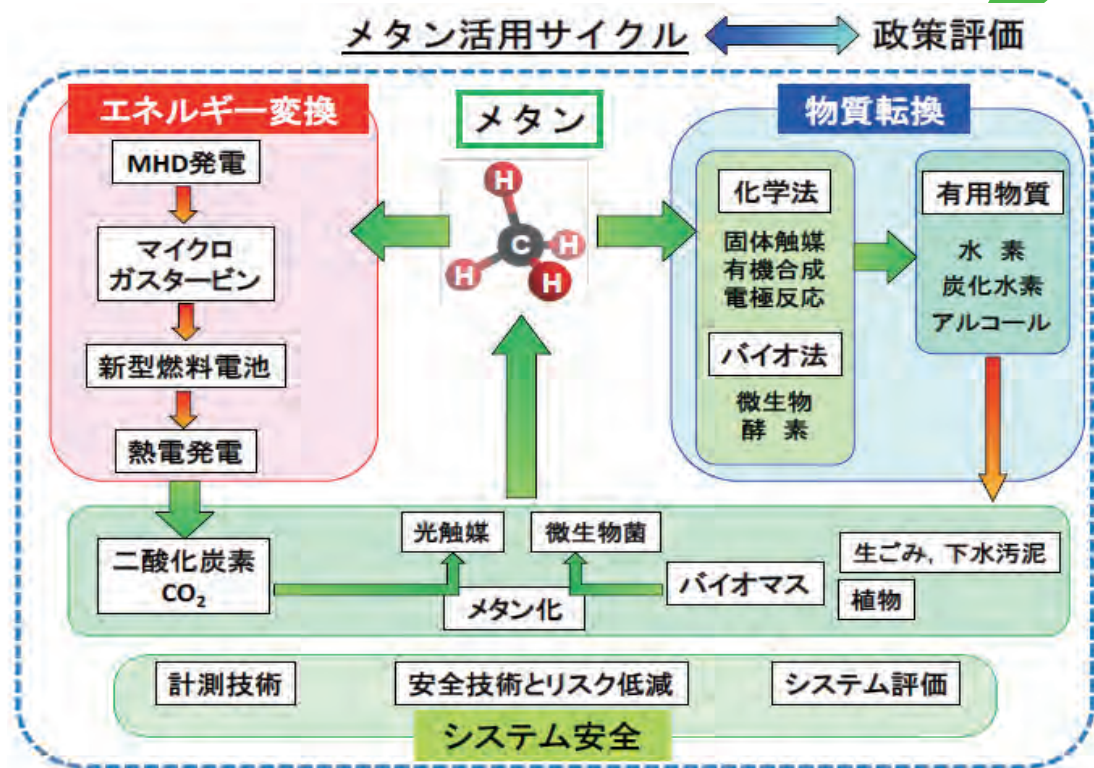 メタン活用サイクル 政策評価
エネルギー変換
MHD発電
マイクロ
ガスタービン
新型燃料電池
熱電発電
メタン
H
C
H
H
H
物質転換
化学法
固体触媒
有機合成
電極反応
バイオ法
微生物
酵素
有用物質
水素
炭化水素
アルコール
二酸化炭素
CO₂
光触媒
微生物菌
メタン化
バイオマス
生ごみ, 下水汚泥
植物
計測技術
安全技術とリスク低減
システム評価
システム安全